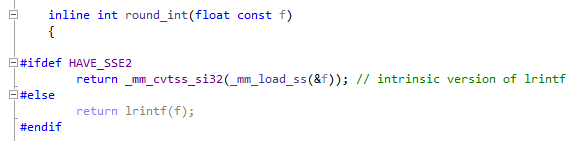 inline int round_int(float const f)
{
#ifdef HAVE_SSE2
return _mm_cvtss_si32(_mm_load_ss(&f)); // intrinsic version of lrintf
#else
return lrintf(f);
#endif